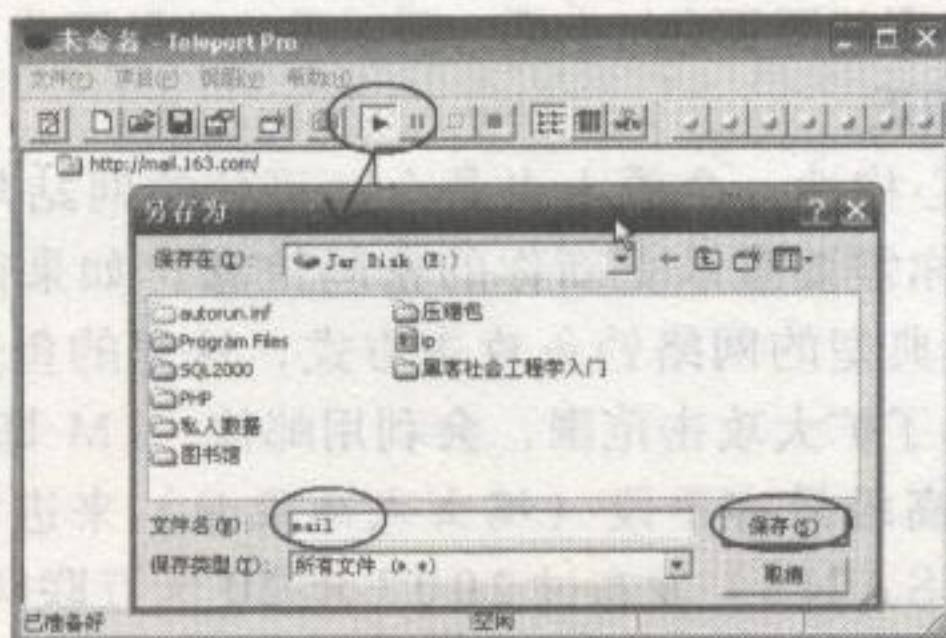 未命名 - Teleport Pro
文件(F) 项目(P) 视图(V) 帮助(H)
http://mail.163.com/
另存为
保存在(I): Jar Disk (E:)
autorun.inf
Program Files
SQL2000
PHP
私人数据
图书馆
压缩包
ip
黑客社会工程学入门
文件名(N): mail
保存(S)
保存类型(T): 所有文件 (*.*)
取消
已准备好 空闲